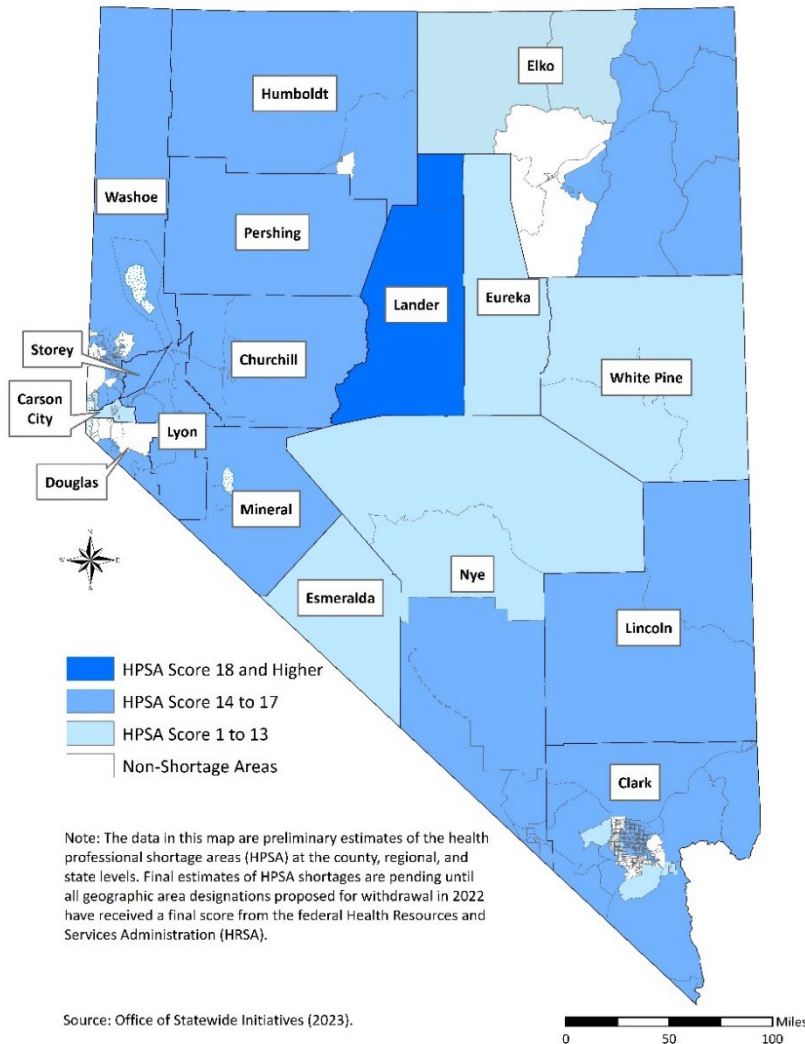 Elko
Humboldt
Washoe
Pershing
Lander
Eureka
Storey
Churchill
White Pine
Carson
City
Lyon
Douglas
Mineral
Nye
Esmeralda
Lincoln
HPSA Score 18 and Higher
HPSA Score 14 to 17
HPSA Score 1 to 13
Non-Shortage Areas
Clark
Note: The data in this map are preliminary estimates of the health
professional shortage areas (HPSA) at the county, regional, and
state levels. Final estimates of HPSA shortages are pending until
all geographic area designations proposed for withdrawal in 2022
have received a final score from the federal Health Resources and
Services Administration (HRSA).
Source: Office of Statewide Initiatives (2023).
Miles
0 50 100